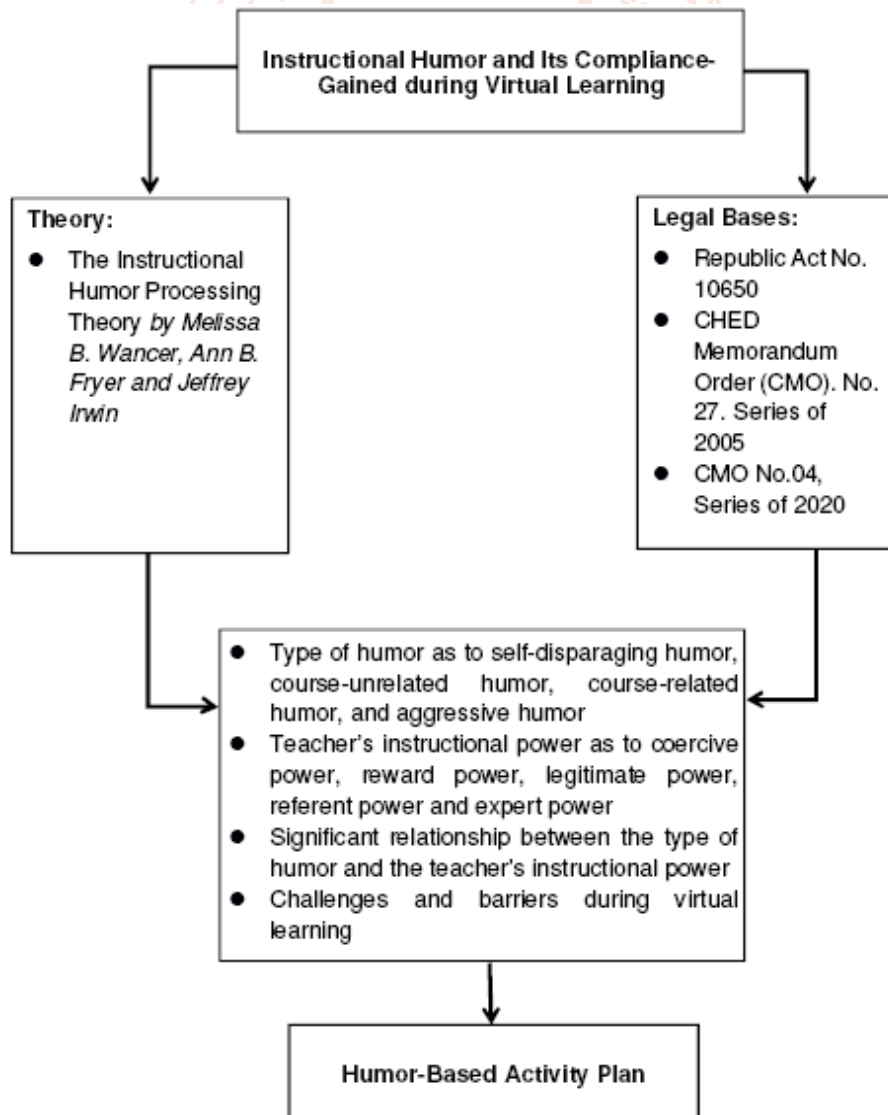 Instructional Humor and Its Compliance-
Gained during Virtual Learning
Theory:
● The Instructional
Humor Processing
Theory by Melissa
B. Wancer, Ann B.
Fryer and Jeffrey
Irwin
Legal Bases:
● Republic Act No.
10650
● CHED
Memorandum
Order (CMO). No.
27. Series of
2005
● CMO No.04,
Series of 2020
● Type of humor as to self-disparaging humor,
course-unrelated humor, course-related
humor, and aggressive humor
● Teacher's instructional power as to coercive
power, reward power, legitimate power,
referent power and expert power
● Significant relationship between the type of
humor and the teacher's instructional power
● Challenges and barriers during virtual
learning
Humor-Based Activity Plan